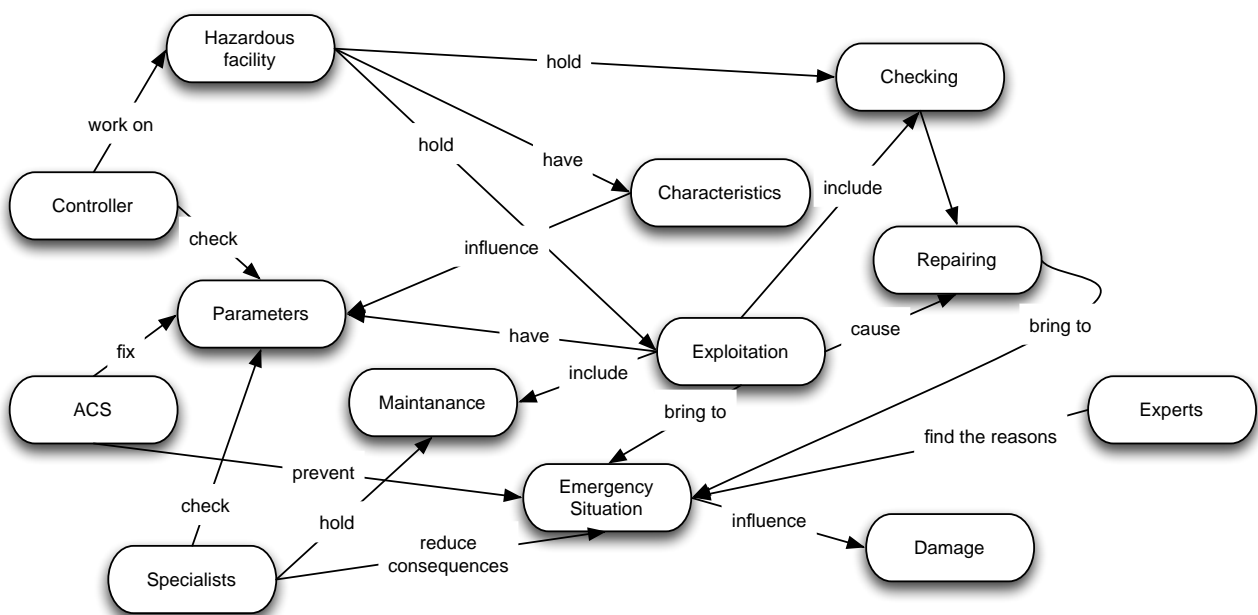 Hazardous
facility
hold
Checking
work on
hold
have
Characteristics
include
Controller
check
influence
Repairing
Parameters
have
Exploitation
cause
bring to
fix
include
ACS
Maintanance
bring to
Experts
find the reasons
prevent
Emergency
Situation
check
hold
influence
reduce
consequences
Damage
Specialists